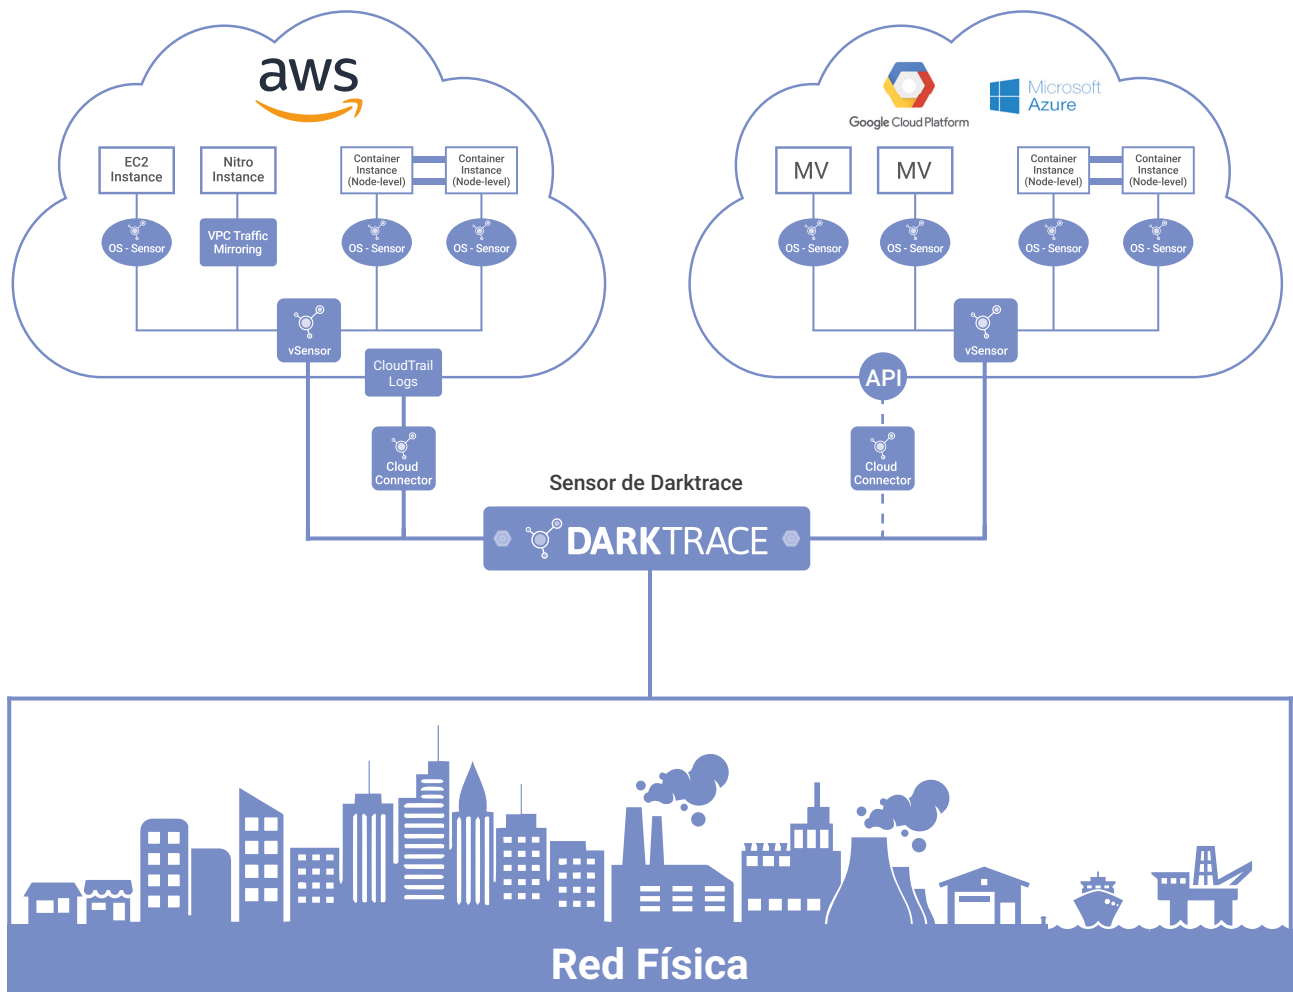 aws
EC2
Instance
Nitro
Instance
Container
Instance
(Node-level)
Container
Instance
(Node-level)
OS - Sensor
VPC Traffic
Mirroring
OS - Sensor
OS - Sensor
vSensor
CloudTrail
Logs
Cloud
Connector
Google Cloud Platform
Microsoft
Azure
MV
MV
Container
Instance
(Node-level)
Container
Instance
(Node-level)
OS - Sensor
OS - Sensor
OS - Sensor
OS - Sensor
vSensor
API
Cloud
Connector
Sensor de Darktrace
DARKTRACE
Red Física